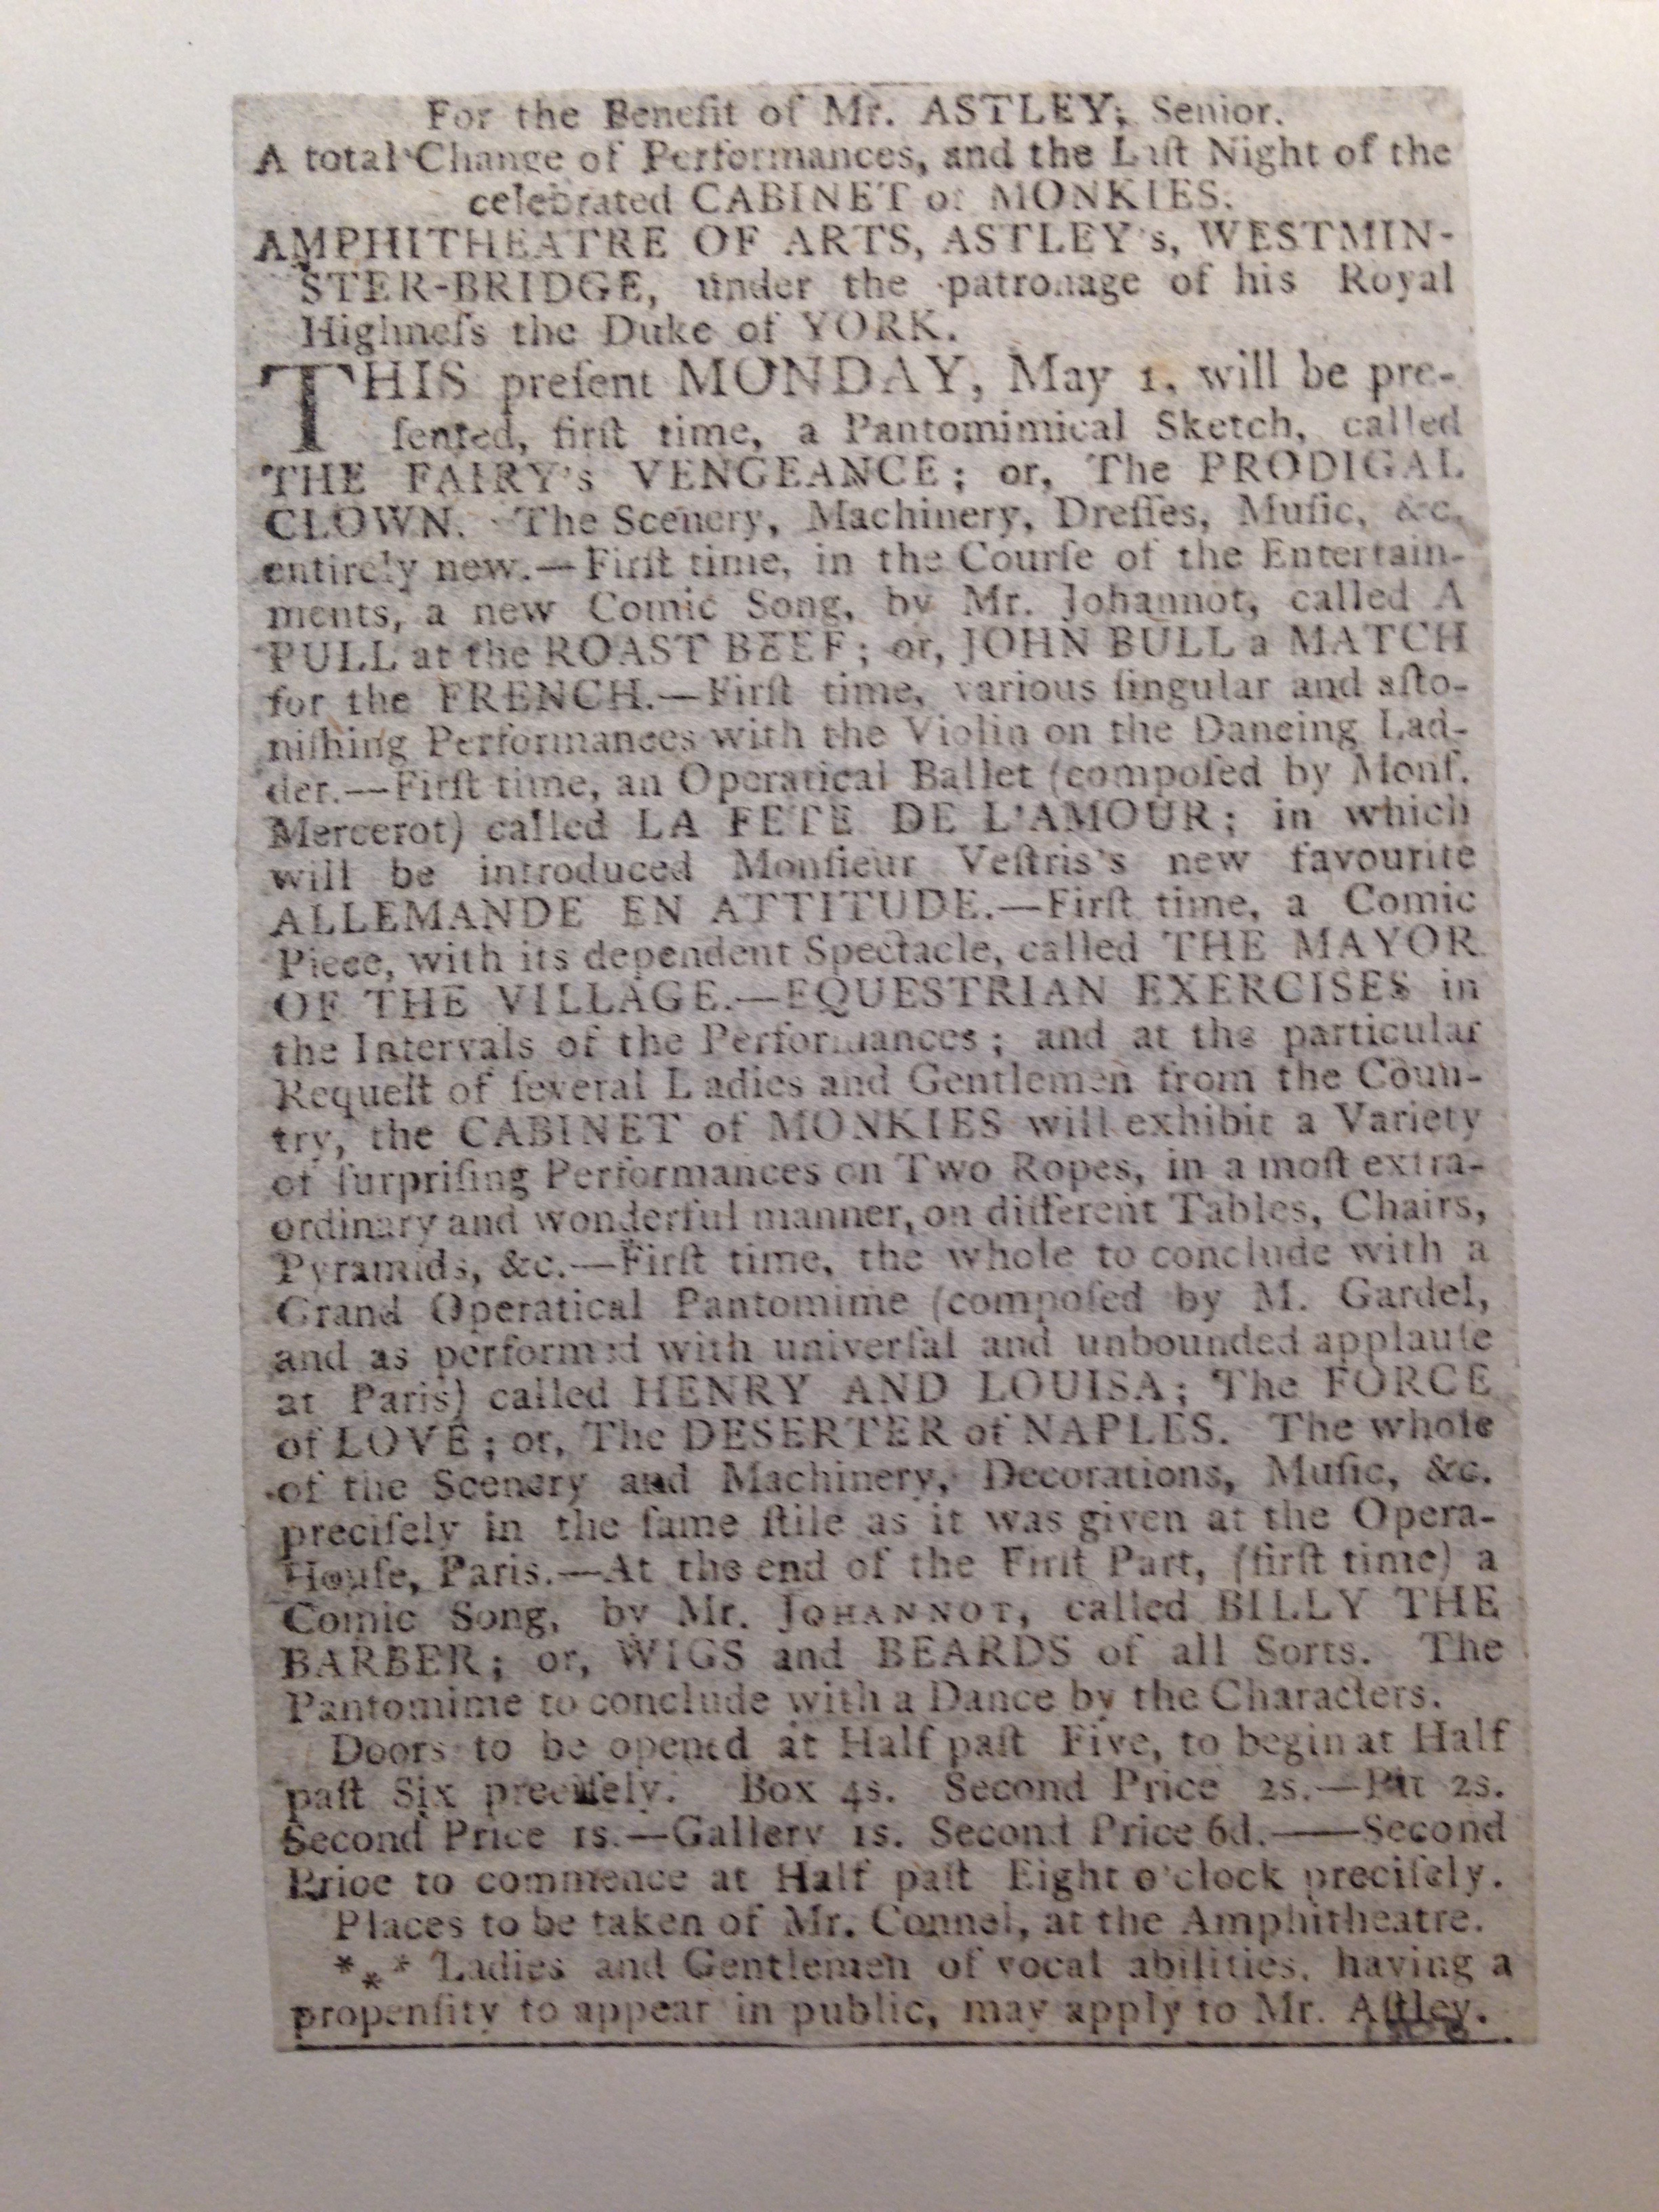 For the Benefit of Mr. ASTLEY, Senior.
A total Change of Performances, and the Laſt Night of the
celebrated CABINET of MONKIES.
AMPHITHEATRE OF ARTS, ASTLEY's, WESTMIN-
STER-BRIDGE, under the patronage of his Royal
Highneſs the Duke of YORK.
THIS preſent MONDAY, May 1, will be pre-
ſented, firſt time, a Pantomimical Sketch, called
THE FAIRY's VENGEANCE; or, The PRODIGAL
CLOWN. The Scenery, Machinery, Dreſſes, Muſic, &c.
entirely new.—Firſt time, in the Courſe of the Entertain-
ments, a new Comic Song, by Mr. Johannot, called A
PULL at the ROAST BEEF; or, JOHN BULL a MATCH
for the FRENCH.—Firſt time, various ſingular and aſto-
niſhing Performances with the Violin on the Dancing Lad-
der.—Firſt time, an Operatical Ballet (compoſed by Monſ.
Mercerot) called LA FETE DE L'AMOUR; in which
will be introduced Monſieur Veſtris's new favourite
ALLEMANDE EN ATTITUDE.—Firſt time, a Comic
Piece, with its dependent Spectacle, called THE MAYOR
OF THE VILLAGE.—EQUESTRIAN EXERCISES in
the Intervals of the Performances; and at the particular
Requeſt of ſeveral Ladies and Gentlemen from the Coun-
try, the CABINET of MONKIES will exhibit a Variety
of ſurpriſing Performances on Two Ropes, in a moſt extra-
ordinary and wonderful manner, on different Tables, Chairs,
Pyramids, &c.—Firſt time, the whole to conclude with a
Grand Operatical Pantomime (compoſed by M. Gardel,
and as performed with univerſal and unbounded applauſe
at Paris) called HENRY AND LOUISA; The FORCE
of LOVE; or, The DESERTER of NAPLES. The whole
of the Scenery and Machinery, Decorations, Muſic, &c.
preciſely in the ſame ſtile as it was given at the Opera-
Houſe, Paris.—At the end of the Firſt Part, (firſt time) a
Comic Song, by Mr. JOHANNOT, called BILLY THE
BARBER; or, WIGS and BEARDS of all Sorts. The
Pantomime to conclude with a Dance by the Characters.
Doors to be opened at Half paſt Five, to begin at Half
paſt Six preciſely. Box 4s. Second Price 2s.—Pit 2s.
Second Price 1s.—Gallery 1s. Second Price 6d.——Second
Price to commence at Half paſt Eight o'clock preciſely.
Places to be taken of Mr. Connel, at the Amphitheatre.
*** Ladies and Gentlemen of vocal abilities, having a
propenſity to appear in public, may apply to Mr. Aſtley.